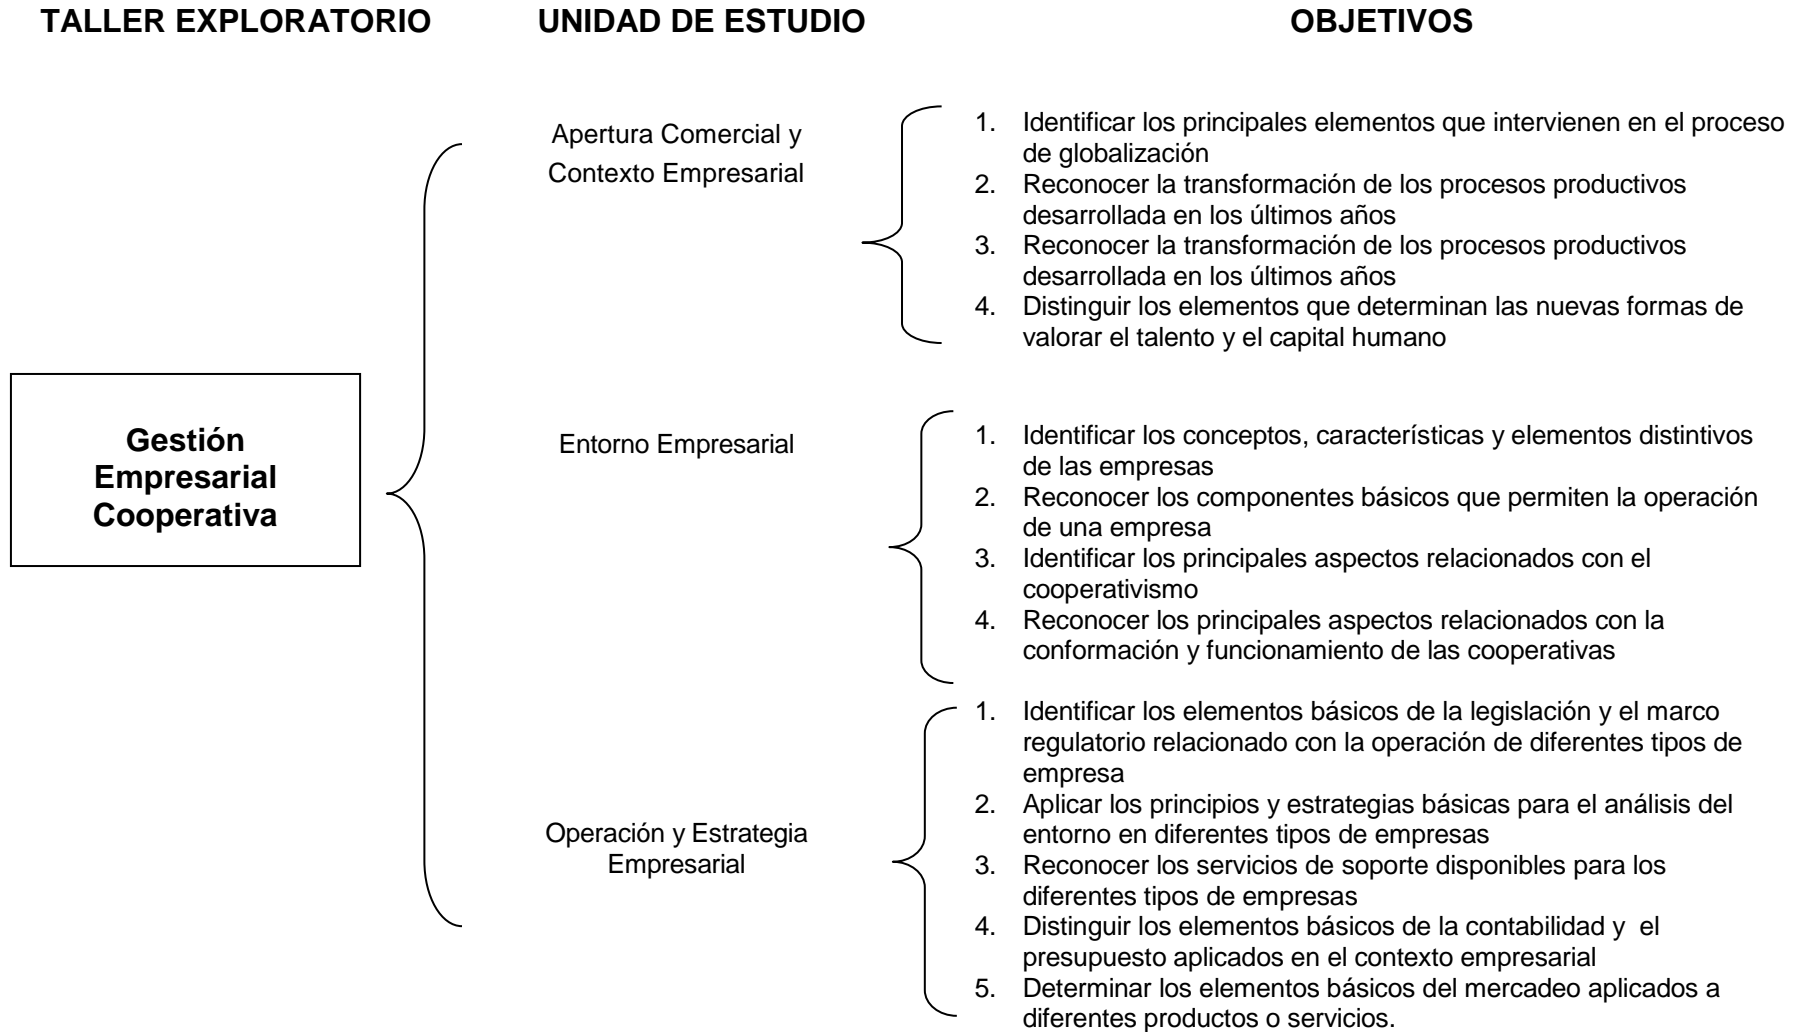 TALLER EXPLORATORIO UNIDAD DE ESTUDIO OBJETIVOS
Gestión
Empresarial
Cooperativa
Apertura Comercial y
Contexto Empresarial
1. Identificar los principales elementos que intervienen en el proceso
de globalización
2. Reconocer la transformación de los procesos productivos
desarrollada en los últimos años
3. Reconocer la transformación de los procesos productivos
desarrollada en los últimos años
4. Distinguir los elementos que determinan las nuevas formas de
valorar el talento y el capital humano
Entorno Empresarial
1. Identificar los conceptos, características y elementos distintivos
de las empresas
2. Reconocer los componentes básicos que permiten la operación
de una empresa
3. Identificar los principales aspectos relacionados con el
cooperativismo
4. Reconocer los principales aspectos relacionados con la
conformación y funcionamiento de las cooperativas
Operación y Estrategia
Empresarial
1. Identificar los elementos básicos de la legislación y el marco
regulatorio relacionado con la operación de diferentes tipos de
empresa
2. Aplicar los principios y estrategias básicas para el análisis del
entorno en diferentes tipos de empresas
3. Reconocer los servicios de soporte disponibles para los
diferentes tipos de empresas
4. Distinguir los elementos básicos de la contabilidad y  el
presupuesto aplicados en el contexto empresarial
5. Determinar los elementos básicos del mercadeo aplicados a
diferentes productos o servicios.